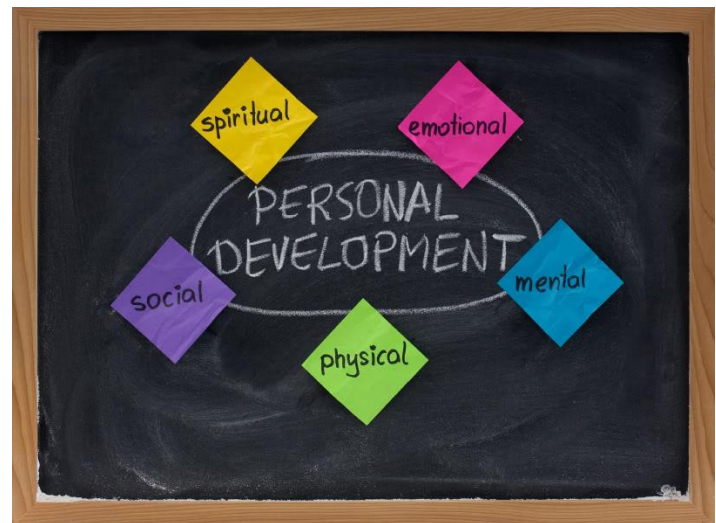 spiritual
emotional
PERSONAL
DEVELOPMENT
social
mental
physical